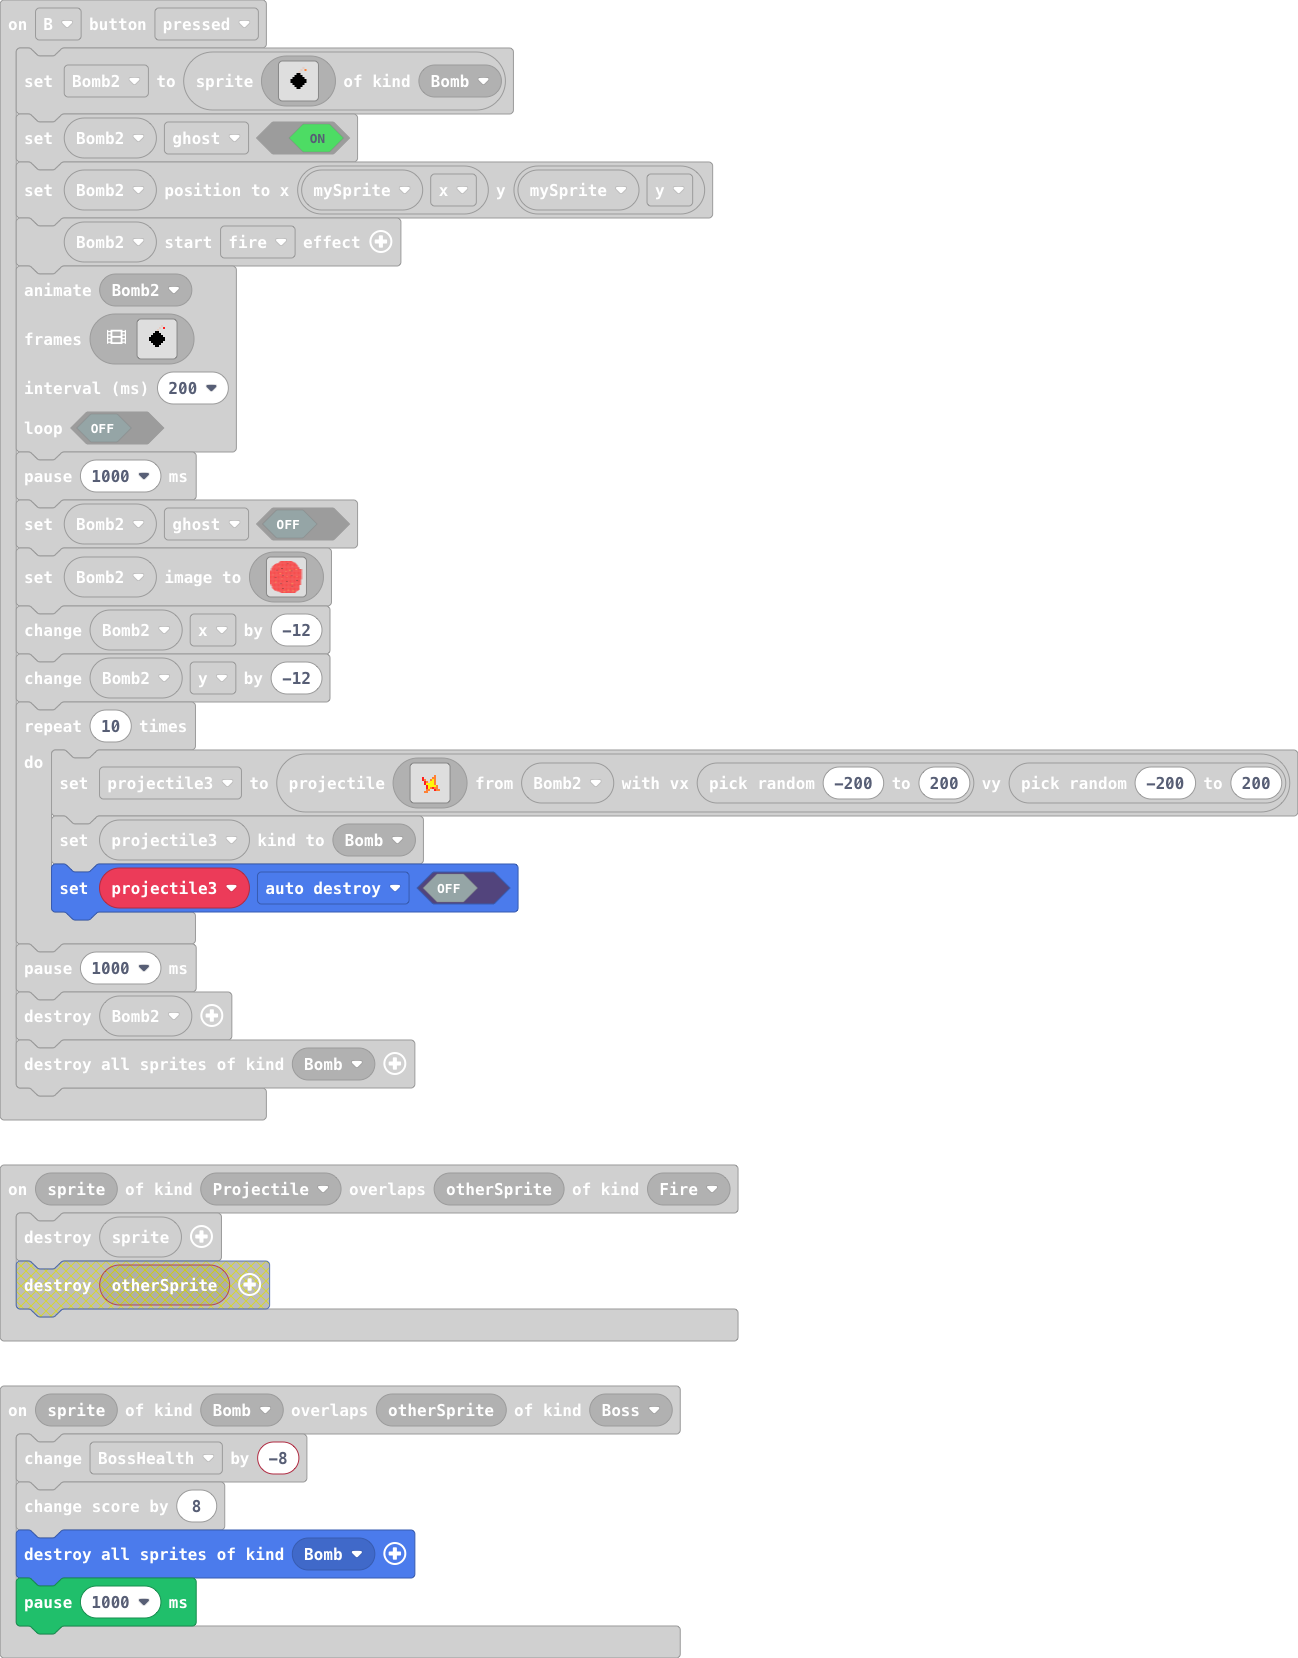 on B button pressed
set Bomb2 to sprite of kind Bomb
set Bomb2 ghost ON
set Bomb2 position to x mySprite x y mySprite y
Bomb2 start fire effect
animate Bomb2
frames
interval (ms) 200
loop OFF
pause 1000 ms
set Bomb2 ghost OFF
set Bomb2 image to
change Bomb2 x by -12
change Bomb2 y by -12
repeat 10 times
do
set projectile3 to projectile from Bomb2 with vx pick random -200 to 200 vy pick random -200 to 200
set projectile3 kind to Bomb
set projectile3 auto destroy OFF
pause 1000 ms
destroy Bomb2
destroy all sprites of kind Bomb
on sprite of kind Projectile overlaps otherSprite of kind Fire
destroy sprite
destroy otherSprite
on sprite of kind Bomb overlaps otherSprite of kind Boss
change BossHealth by -8
change score by 8
destroy all sprites of kind Bomb
pause 1000 ms